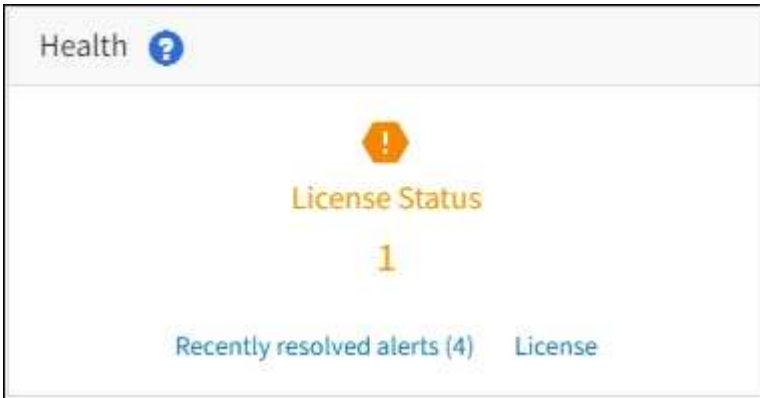 Health ?
!
License Status
1
Recently resolved alerts (4) License